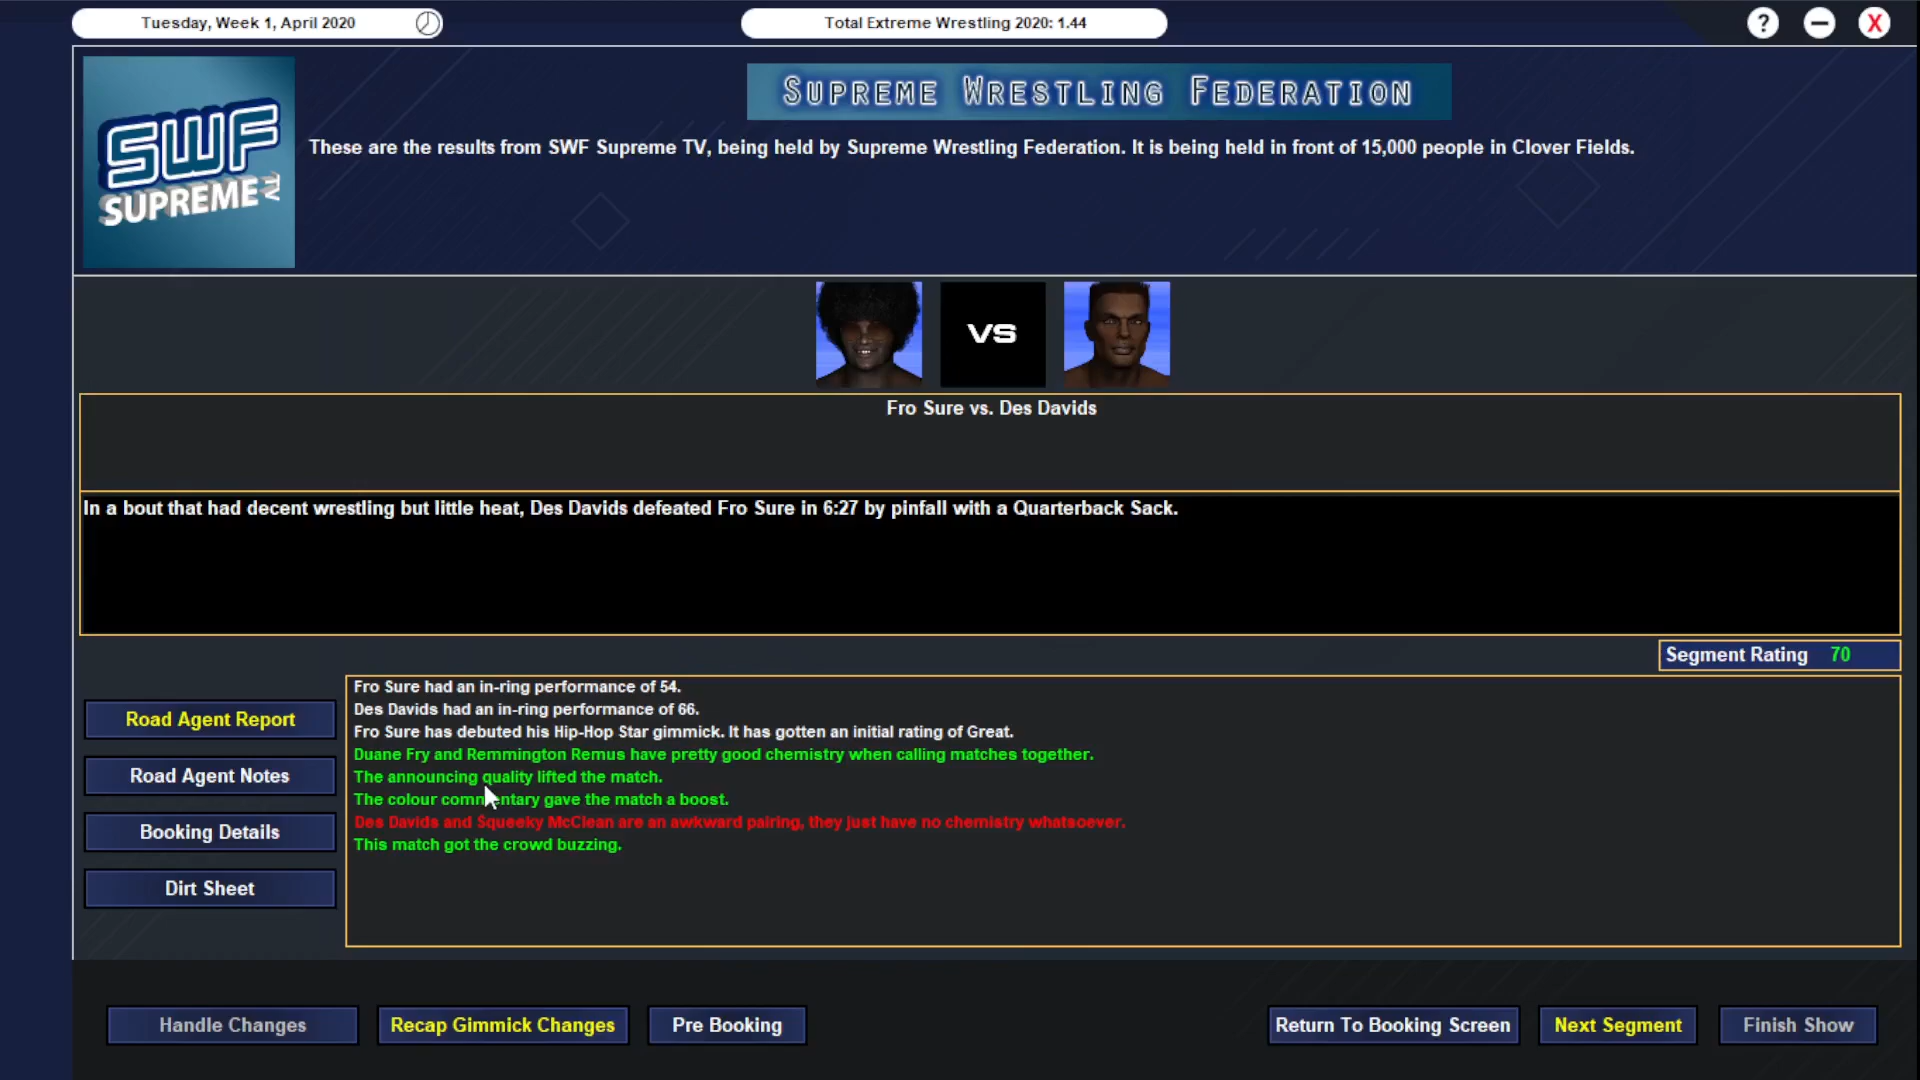 Tuesday, Week 1, April 2020
Total Extreme Wrestling 2020: 1.44
?
X
SWF
SUPREME TV
SUPREME WRESTLING FEDERATION
These are the results from SWF Supreme TV, being held by Supreme Wrestling Federation. It is being held in front of 15,000 people in Clover Fields.
VS
Fro Sure vs. Des Davids
In a bout that had decent wrestling but little heat, Des Davids defeated Fro Sure in 6:27 by pinfall with a Quarterback Sack.
Segment Rating 70
Road Agent Report
Road Agent Notes
Booking Details
Dirt Sheet
Fro Sure had an in-ring performance of 54.
Des Davids had an in-ring performance of 66.
Fro Sure has debuted his Hip-Hop Star gimmick. It has gotten an initial rating of Great.
Duane Fry and Remmington Remus have pretty good chemistry when calling matches together.
The announcing quality lifted the match.
The colour commentary gave the match a boost.
Des Davids and Squeeky McClean are an awkward pairing, they just have no chemistry whatsoever.
This match got the crowd buzzing.
Handle Changes
Recap Gimmick Changes
Pre Booking
Return To Booking Screen
Next Segment
Finish Show